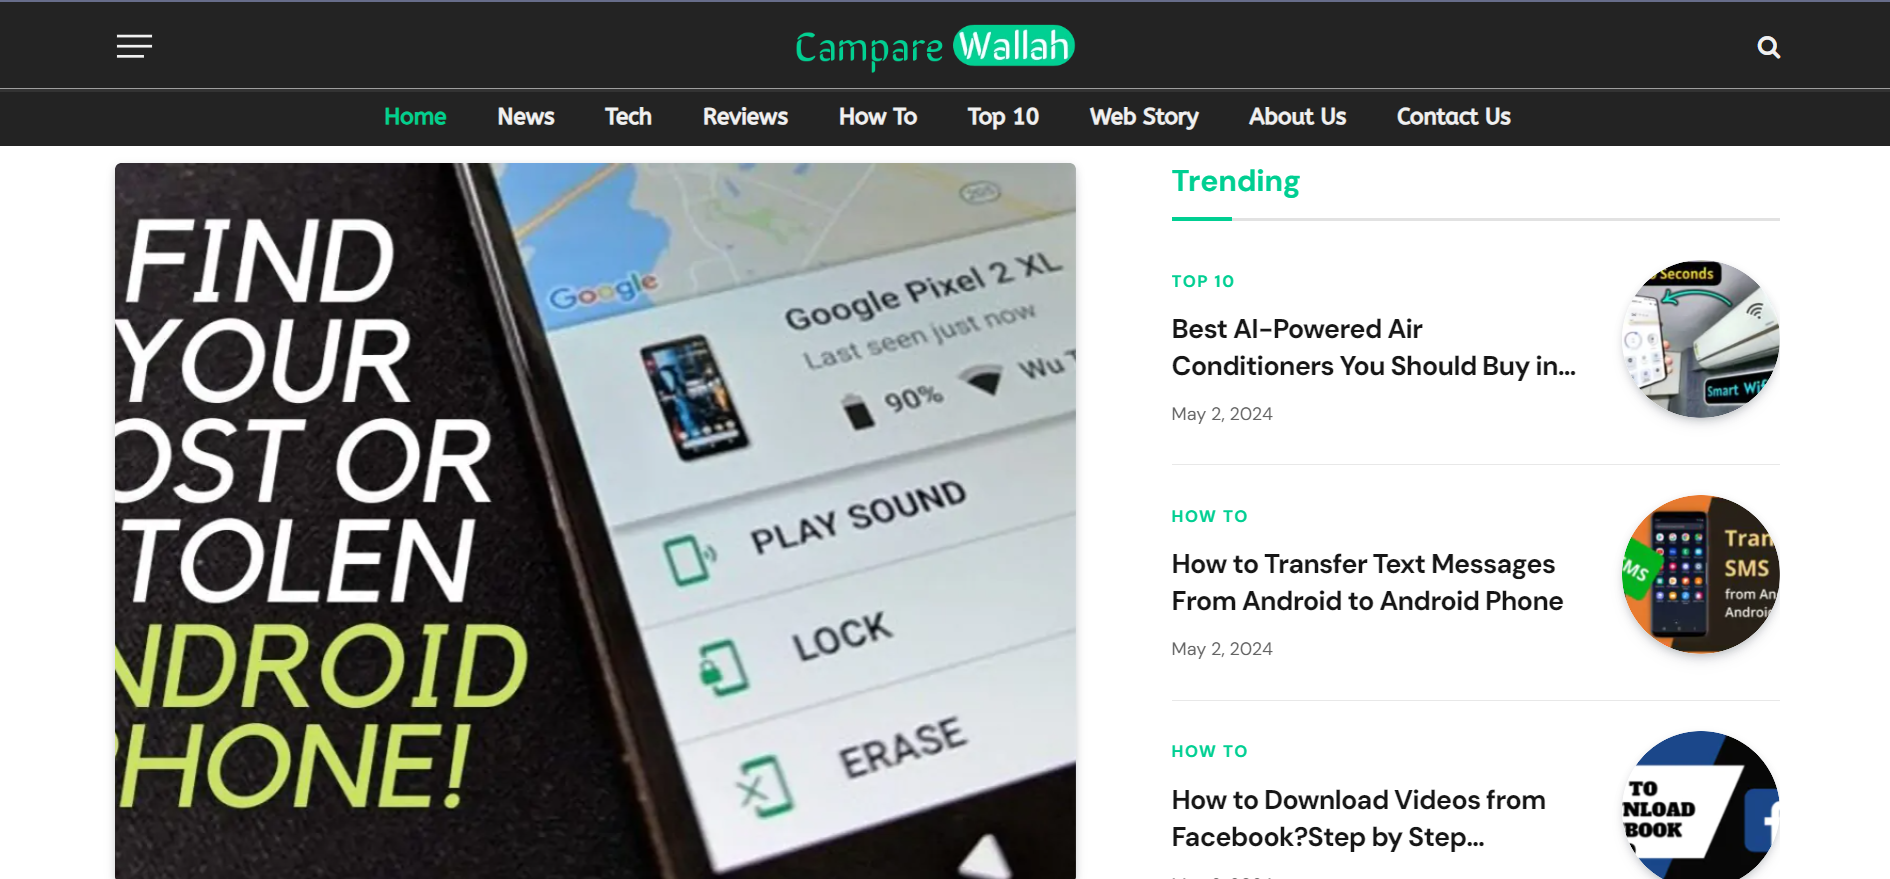 Campare Wallah
Home News Tech Reviews How To Top 10 Web Story About Us Contact Us
FIND
YOUR
OST OR
TOLEN
NDROID
HONE!
205
Google
Google Pixel 2 XL
Last seen just now
90% Wu T
PLAY SOUND
LOCK
ERASE
Trending
TOP 10
Best AI-Powered Air
Conditioners You Should Buy in...
May 2, 2024
Seconds
Smart Wif
HOW TO
How to Transfer Text Messages
From Android to Android Phone
May 2, 2024
MS
Tran
SMS
from An
Androi
HOW TO
How to Download Videos from
Facebook?Step by Step...
TO
NLOAD
BOOK